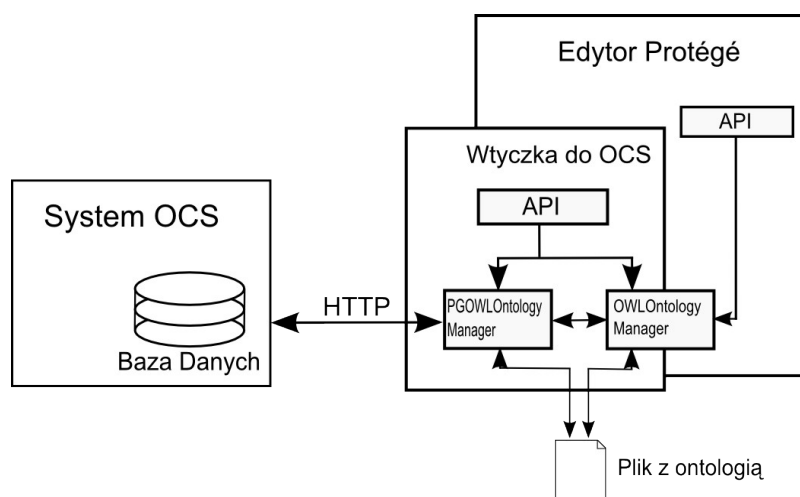 Edytor Protégé
API
Wtyczka do OCS
API
System OCS
Baza Danych
HTTP
PGOWLOntology
Manager
OWLOntology
Manager
Plik z ontologią